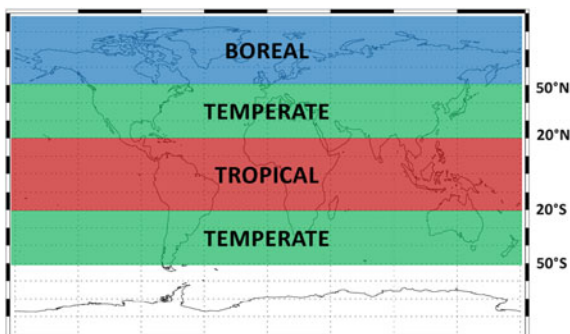 BOREAL
50°N
TEMPERATE
20°N
TROPICAL
20°S
TEMPERATE
50°S